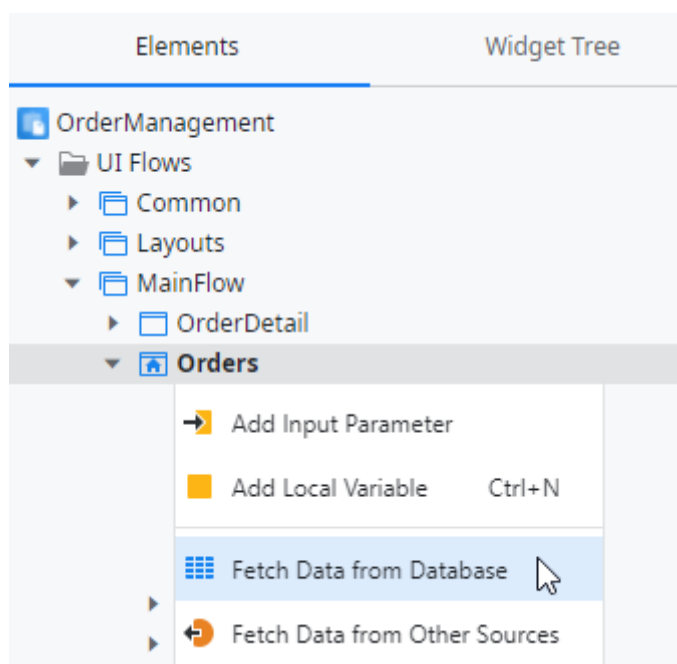 Elements Widget Tree
OrderManagement
UI Flows
Common
Layouts
MainFlow
OrderDetail
Orders
Add Input Parameter
Add Local Variable Ctrl+N
Fetch Data from Database
Fetch Data from Other Sources